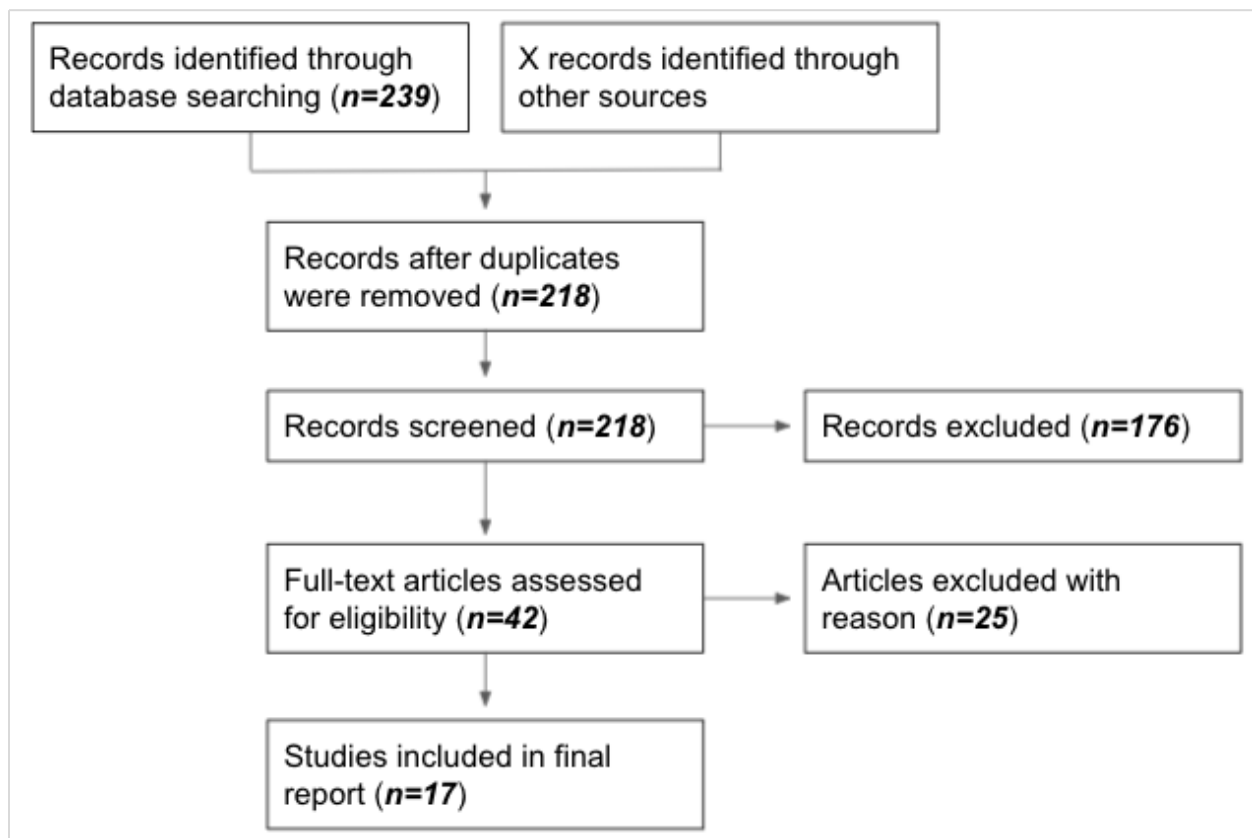 Records identified through
database searching (n=239)
X records identified through
other sources
Records after duplicates
were removed (n=218)
Records screened (n=218)
Records excluded (n=176)
Full-text articles assessed
for eligibility (n=42)
Articles excluded with
reason (n=25)
Studies included in final
report (n=17)